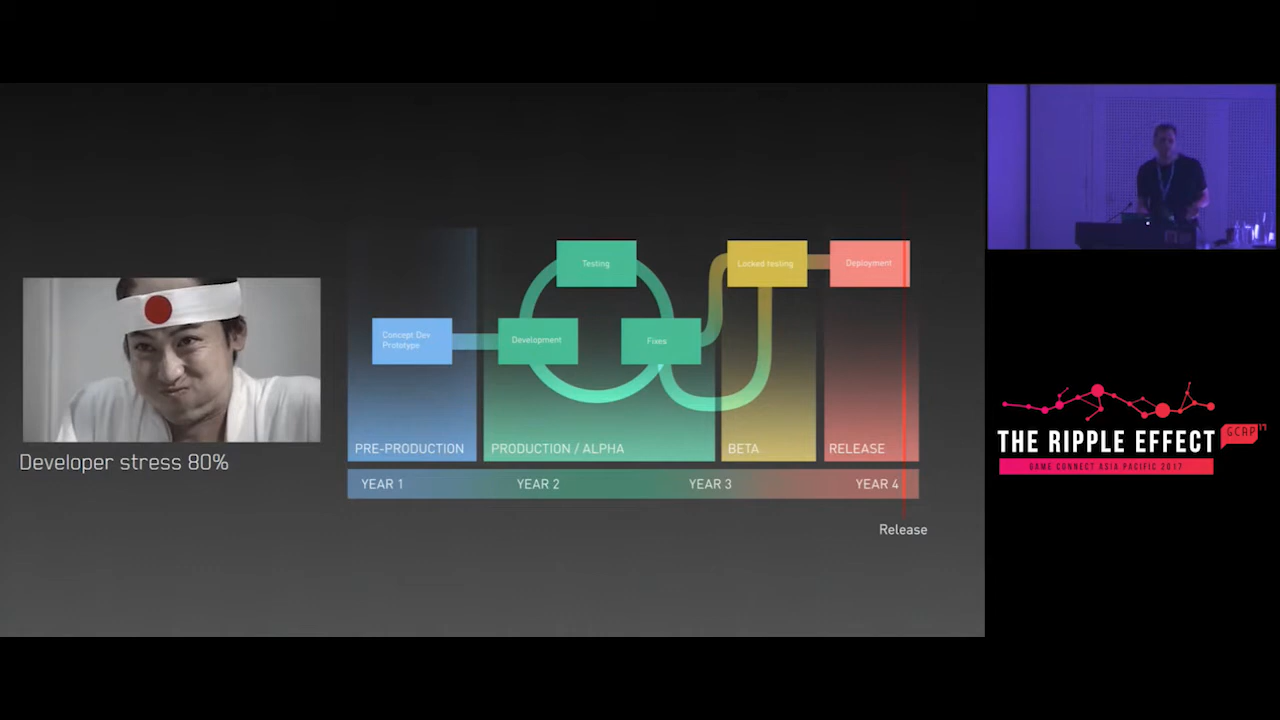 Testing
Locked testing
Deployment
Concept Dev
Prototype
Development
Fixes
PRE-PRODUCTION
PRODUCTION / ALPHA
BETA
RELEASE
Developer stress 80%
YEAR 1
YEAR 2
YEAR 3
YEAR 4
Release
THE RIPPLE EFFECT
GCAP'17
GAME CONNECT ASIA PACIFIC 2017